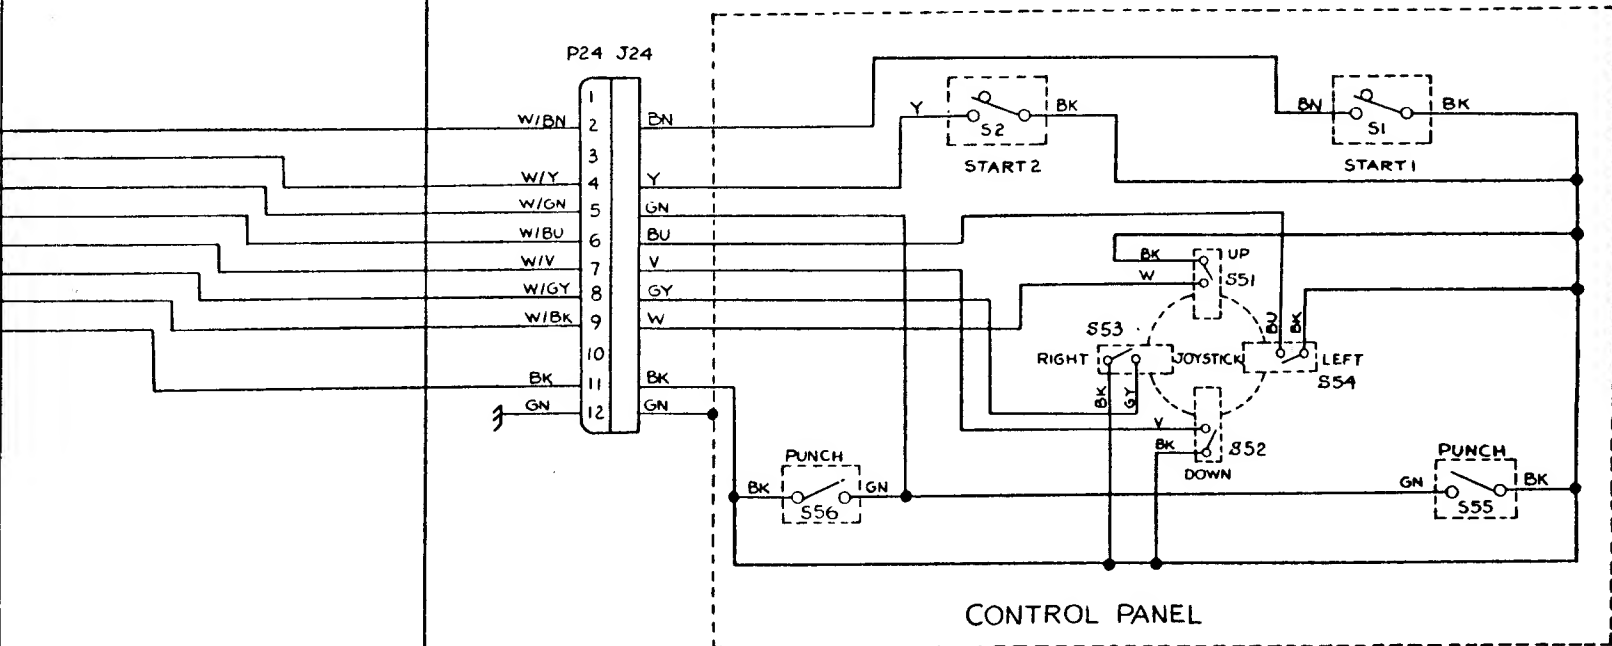 P24 J24
1
W/BN 2 BN
3
W/Y 4 Y
W/GN 5 GN
W/BU 6 BU
W/V 7 V
W/GY 8 GY
W/BK 9 W
10
BK 11 BK
GN 12 GN
Y BK
S2
START 2
BN BK
S1
START 1
BK UP
W S51
S53
BU BK
RIGHT JOYSTICK LEFT
S54
BK GY
V
BK S52
DOWN
PUNCH
BK GN
S56
PUNCH
GN BK
S55
CONTROL PANEL